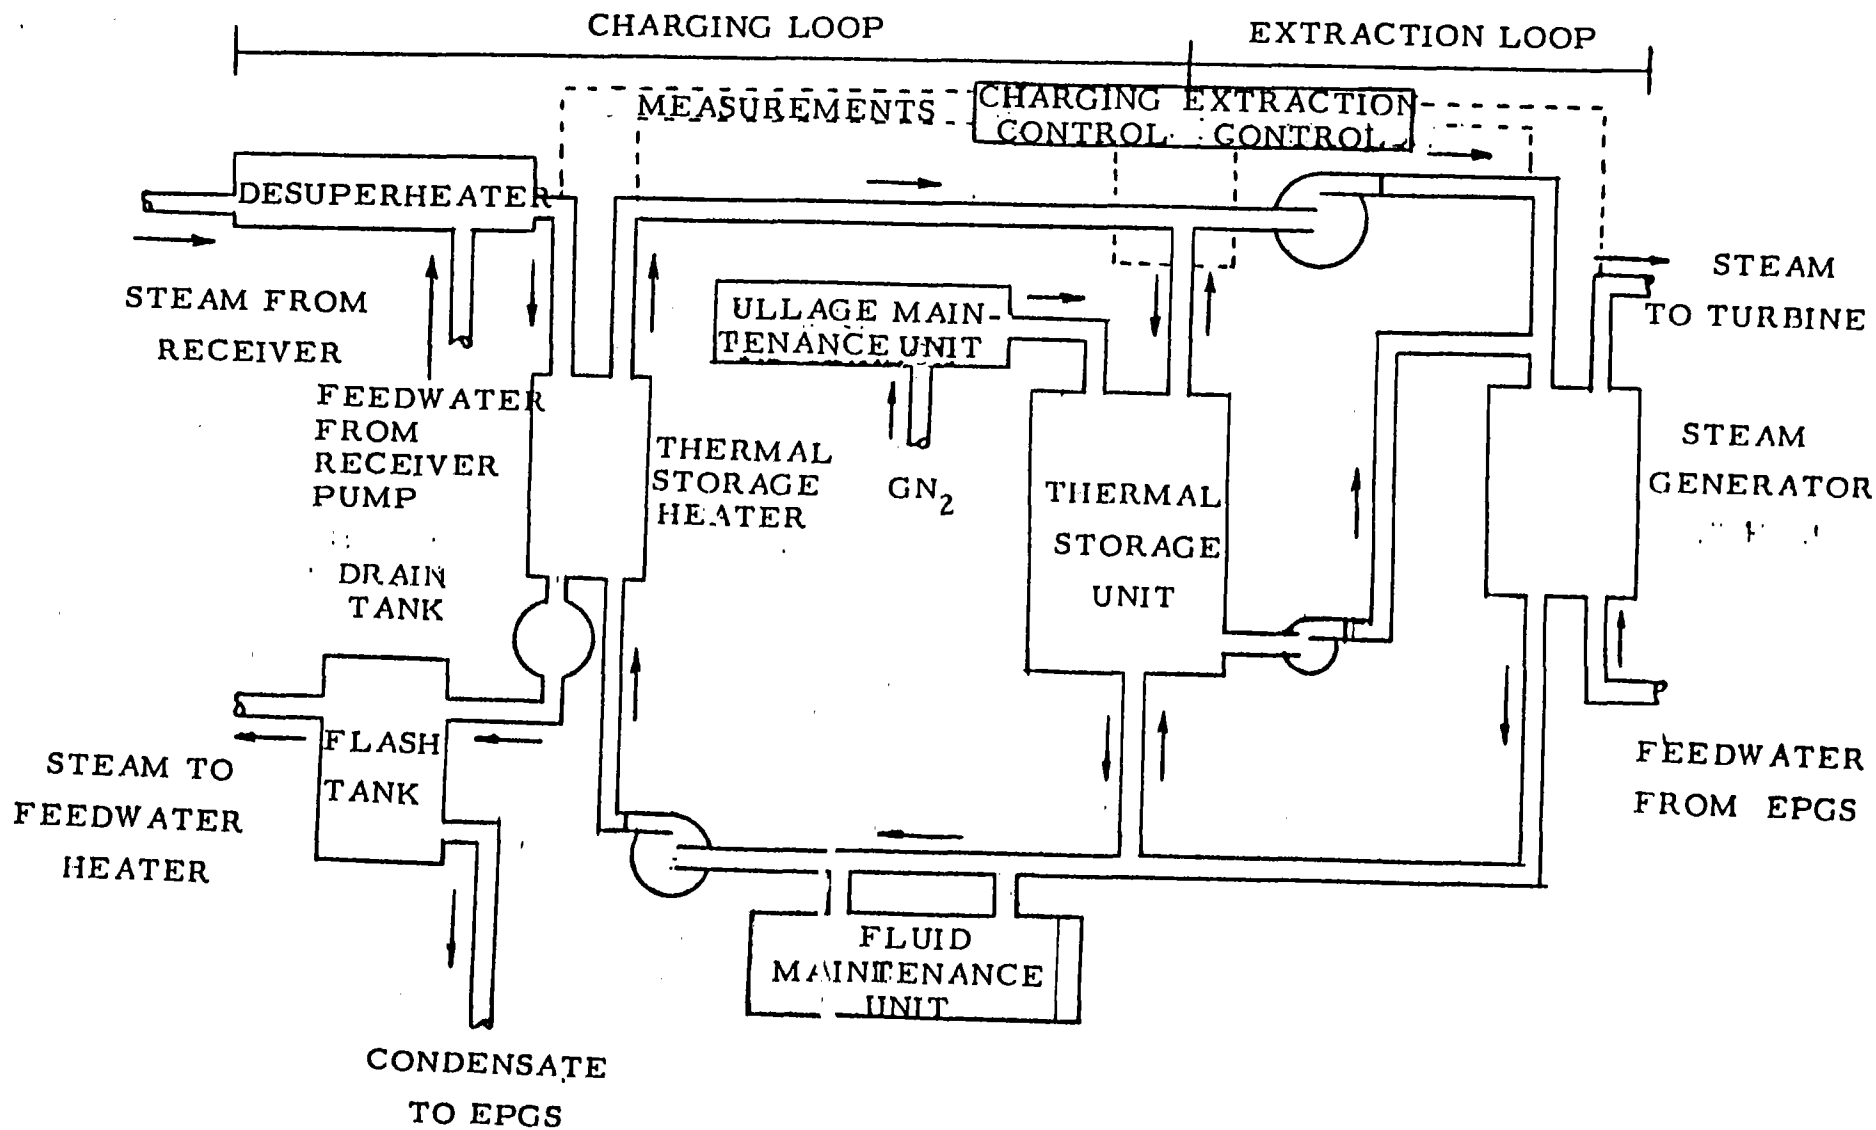 CHARGING LOOP
EXTRACTION LOOP
MEASUREMENTS
CHARGING
CONTROL
EXTRACTION
CONTROL
DESUPERHEATER
STEAM FROM
RECEIVER
FEEDWATER
FROM
RECEIVER
PUMP
ULLAGE MAIN-
TENANCE UNIT
GN2
THERMAL
STORAGE
HEATER
THERMAL
STORAGE
UNIT
STEAM
TO TURBINE
STEAM
GENERATOR
DRAIN
TANK
FLASH
TANK
STEAM TO
FEEDWATER
HEATER
FEEDWATER
FROM EPGS
FLUID
MAINTENANCE
UNIT
CONDENSATE
TO EPGS